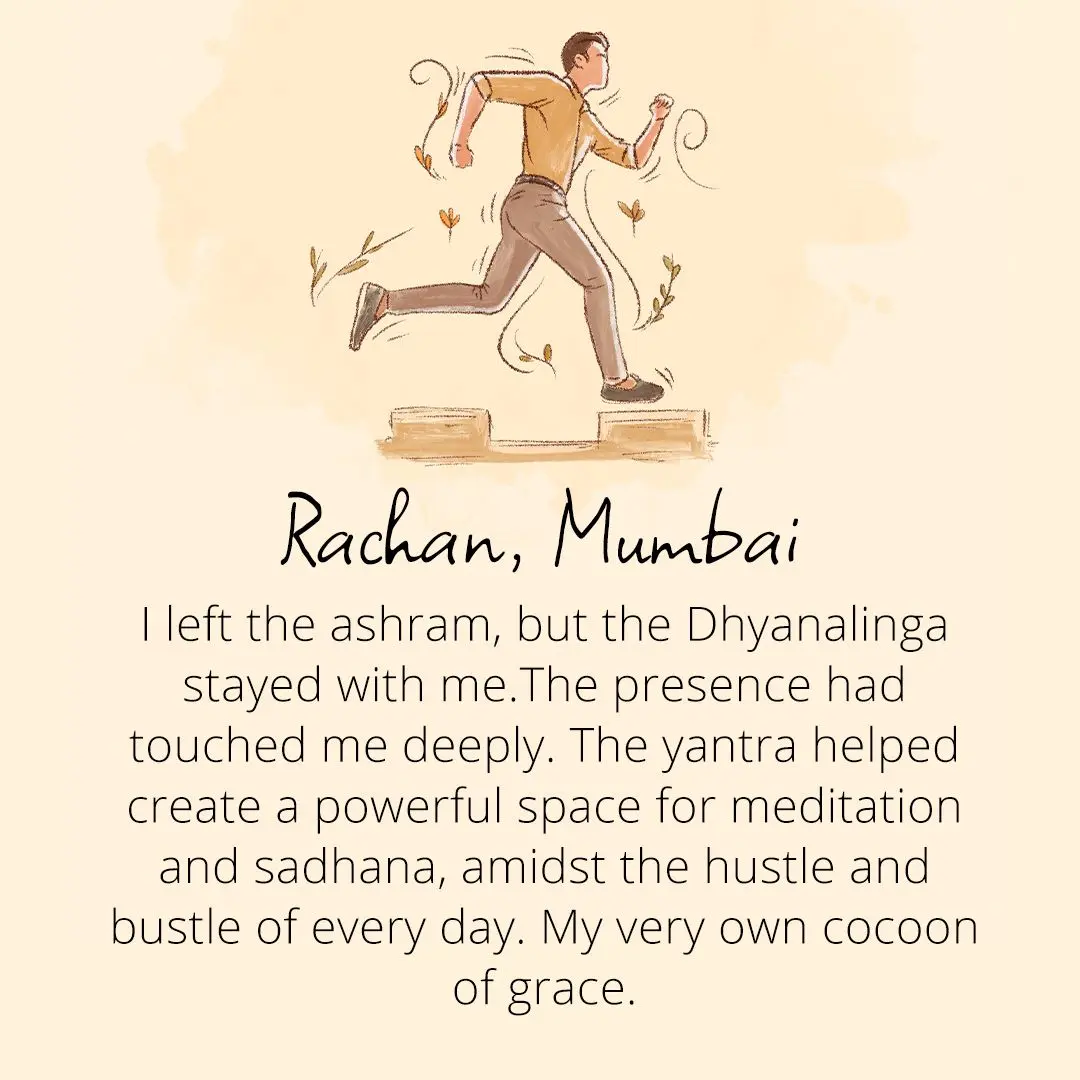 Rachan, Mumbai
I left the ashram, but the Dhyanalinga
stayed with me.The presence had
touched me deeply. The yantra helped
create a powerful space for meditation
and sadhana, amidst the hustle and
bustle of every day. My very own cocoon
of grace.